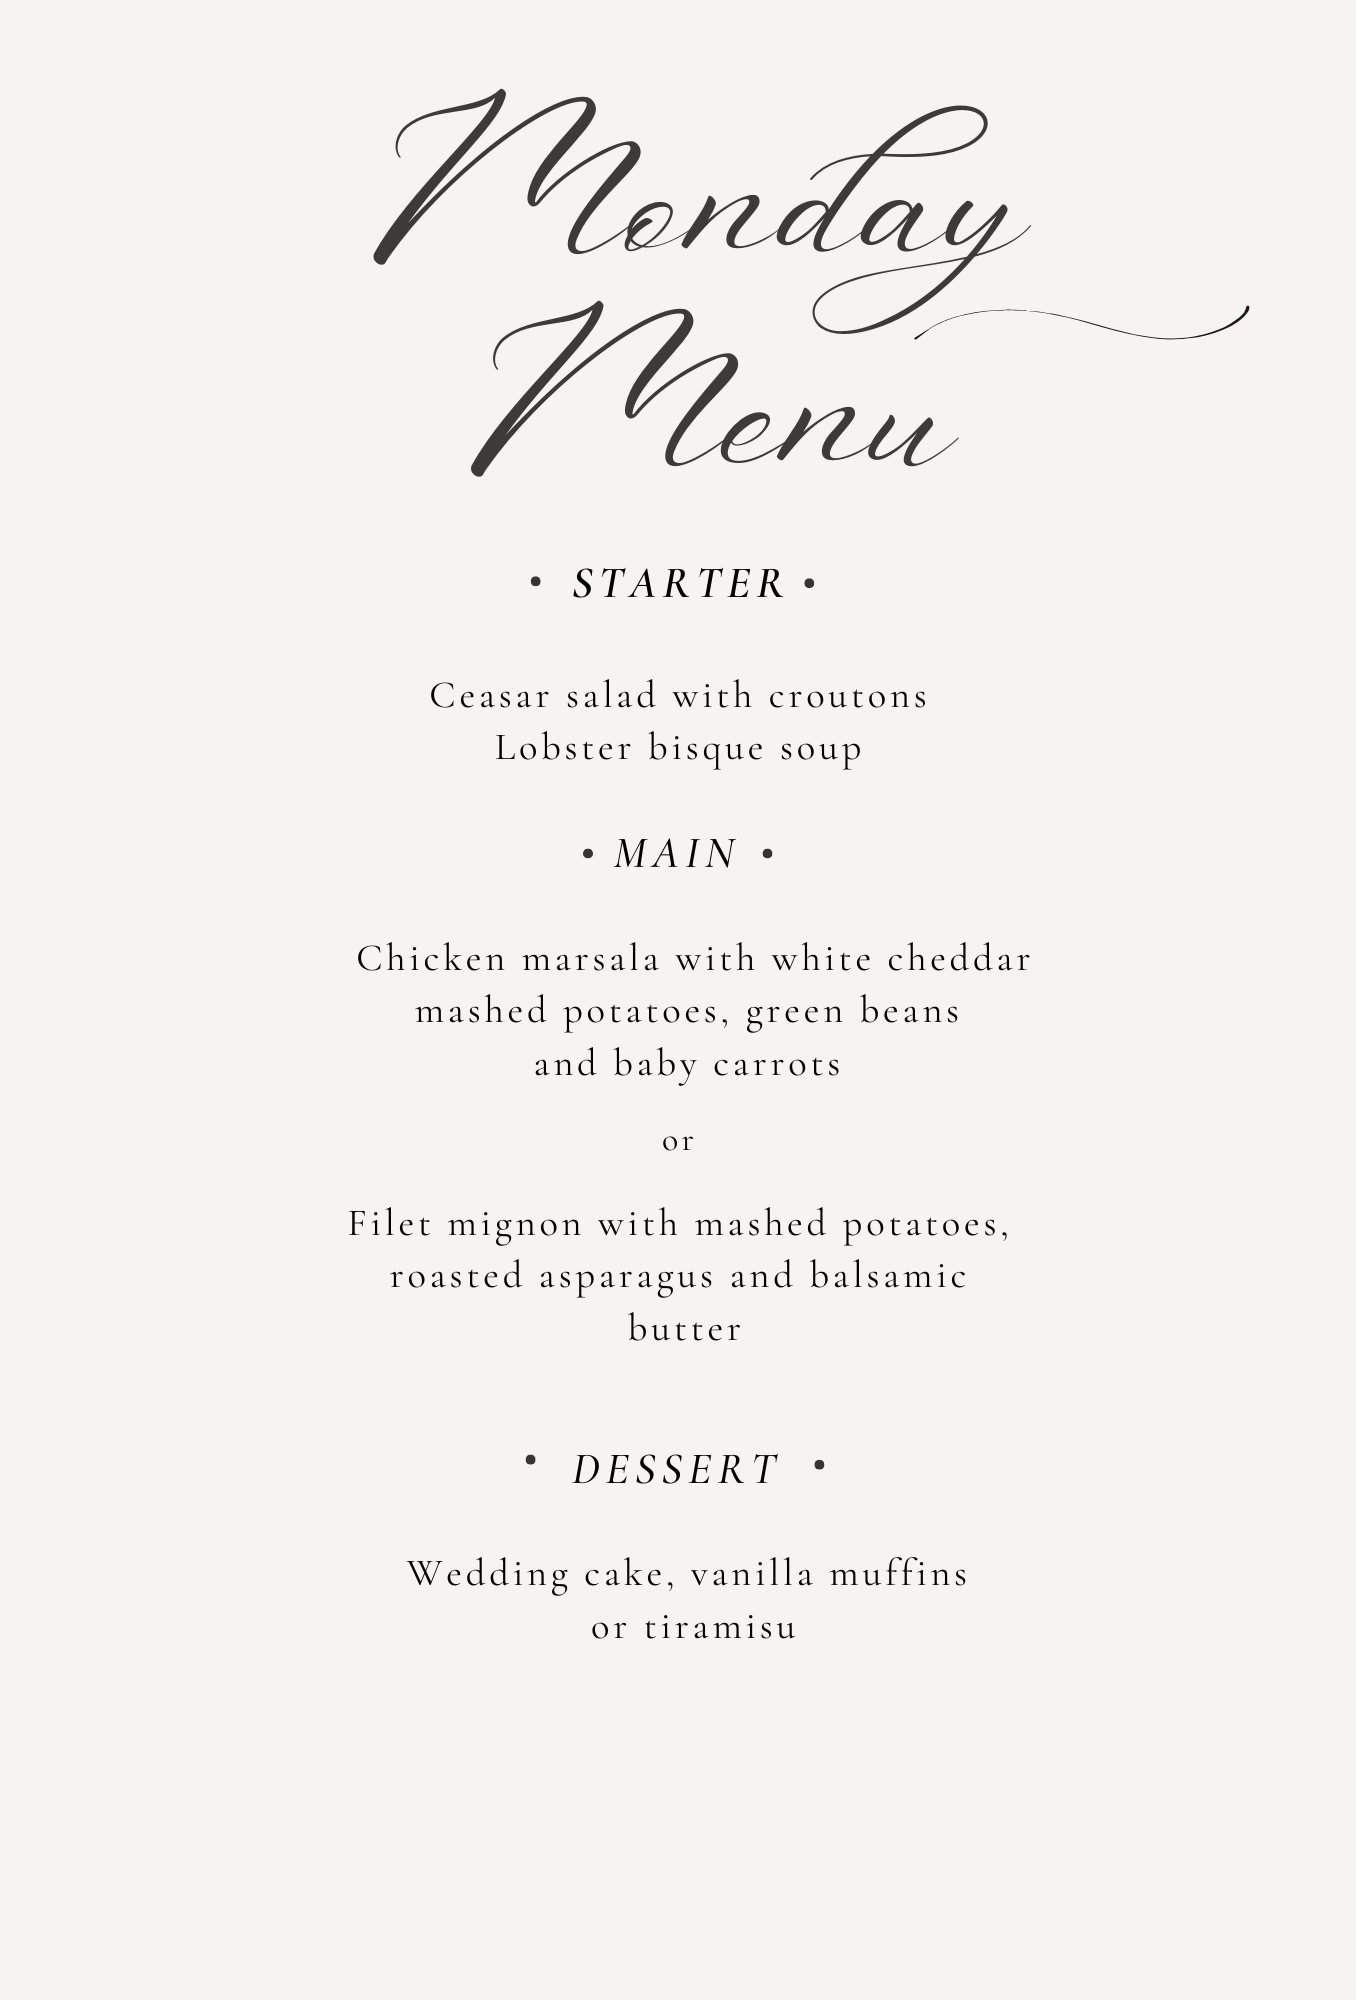 Monday
Menu
• STARTER •
Ceasar salad with croutons
Lobster bisque soup
• MAIN •
Chicken marsala with white cheddar
mashed potatoes, green beans
and baby carrots
or
Filet mignon with mashed potatoes,
roasted asparagus and balsamic
butter
• DESSERT •
Wedding cake, vanilla muffins
or tiramisu